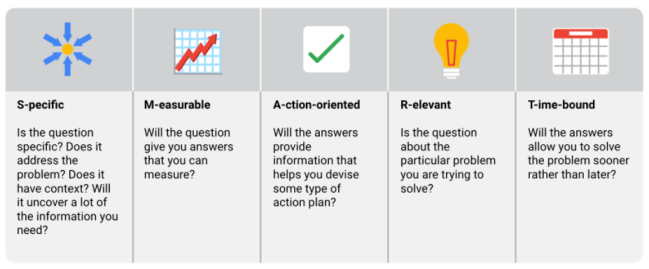 S-pecific
Is the question
specific? Does it
address the
problem? Does it
have context? Will
it uncover a lot of
the information you
need?
M-easurable
Will the question
give you answers
that you can
measure?
A-ction-oriented
Will the answers
provide
information that
helps you devise
some type of
action plan?
R-elevant
Is the question
about the
particular problem
you are trying to
solve?
T-ime-bound
Will the answers
allow you to solve
the problem sooner
rather than later?